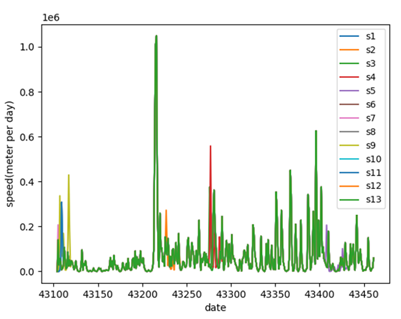 1e6
s1
s2
s3
s4
s5
s6
s7
s8
s9
s10
s11
s12
s13
speed(meter per day)
1.0
0.8
0.6
0.4
0.2
0.0
43100 43150 43200 43250 43300 43350 43400 43450
date